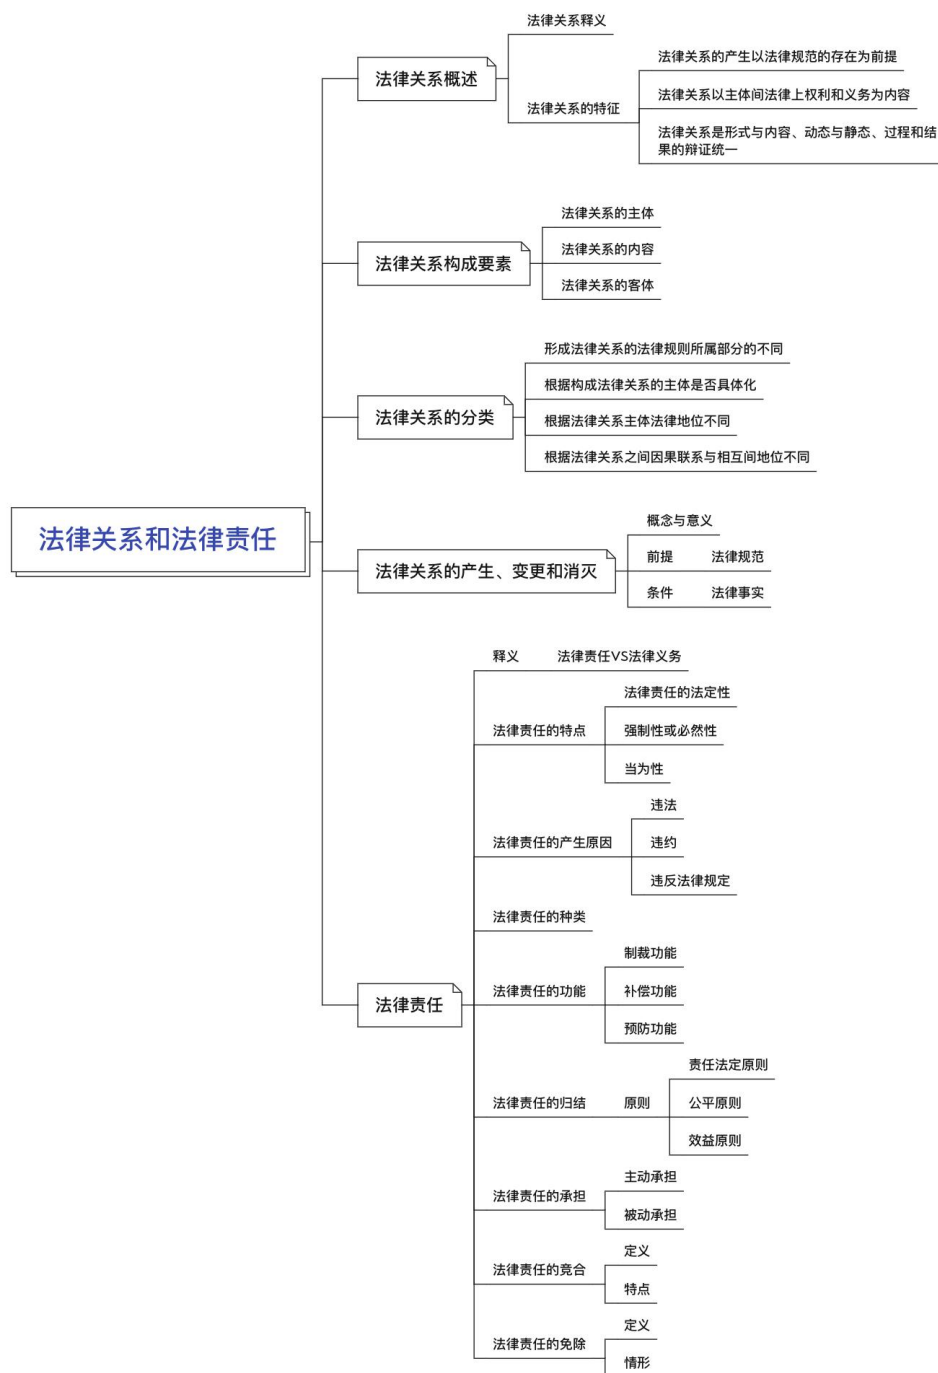 法律关系和法律责任
法律关系概述
法律关系释义
法律关系的特征
法律关系的产生以法律规范的存在为前提
法律关系以主体间法律上权利和义务为内容
法律关系是形式与内容、动态与静态、过程和结
果的辩证统一
法律关系构成要素
法律关系的主体
法律关系的内容
法律关系的客体
法律关系的分类
形成法律关系的法律规则所属部分的不同
根据构成法律关系的主体是否具体化
根据法律关系主体法律地位不同
根据法律关系之间因果联系与相互间地位不同
法律关系的产生、变更和消灭
概念与意义
前提 法律规范
条件 法律事实
法律责任
释义 法律责任VS法律义务
法律责任的特点
法律责任的法定性
强制性或必然性
当为性
法律责任的产生原因
违法
违约
违反法律规定
法律责任的种类
法律责任的功能
制裁功能
补偿功能
预防功能
法律责任的归结 原则
责任法定原则
公平原则
效益原则
法律责任的承担
主动承担
被动承担
法律责任的竞合
定义
特点
法律责任的免除
定义
情形